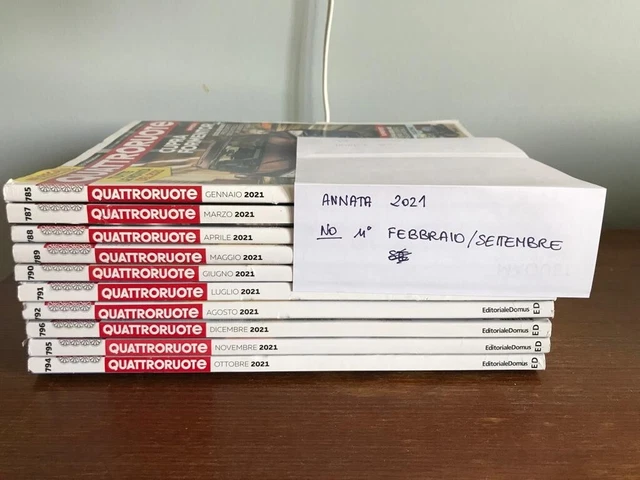 QUATTRORUOTE
CUPRA
FORMENTOR
785 QUATTRORUOTE GENNAIO 2021
787 QUATTRORUOTE MARZO 2021
788 QUATTRORUOTE APRILE 2021
789 QUATTRORUOTE MAGGIO 2021
790 QUATTRORUOTE GIUGNO 2021
791 QUATTRORUOTE LUGLIO 2021
792 QUATTRORUOTE AGOSTO 2021 EditorialeDomus ED
796 QUATTRORUOTE DICEMBRE 2021 EditorialeDomus ED
795 QUATTRORUOTE NOVEMBRE 2021 EditorialeDomus ED
794 QUATTRORUOTE OTTOBRE 2021 EditorialeDomus ED
ANNATA 2021
NO N° FEBBRAIO/SETTEMBRE